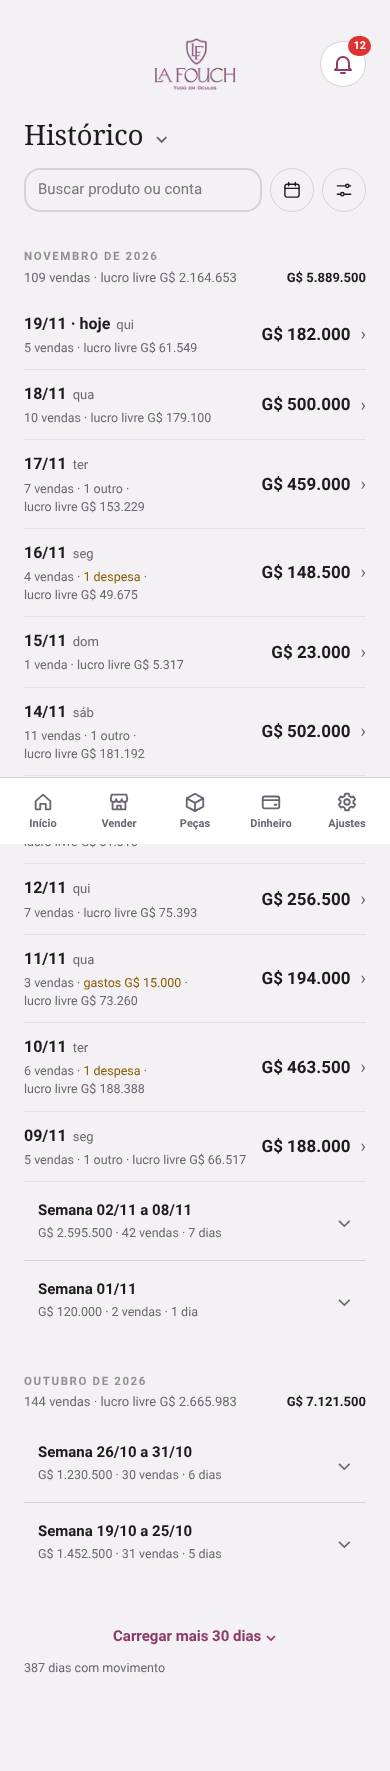 LF
LA FOUCH
Tudo em Óculos
12
Histórico
Buscar produto ou conta
NOVEMBRO DE 2026
109 vendas · lucro livre G$ 2.164.653 G$ 5.889.500
19/11 · hoje qui
5 vendas · lucro livre G$ 61.549
G$ 182.000 ›
18/11 qua
10 vendas · lucro livre G$ 179.100
G$ 500.000 ›
17/11 ter
7 vendas · 1 outro ·
lucro livre G$ 153.229
G$ 459.000 ›
16/11 seg
4 vendas · 1 despesa ·
lucro livre G$ 49.675
G$ 148.500 ›
15/11 dom
1 venda · lucro livre G$ 5.317
G$ 23.000 ›
14/11 sáb
11 vendas · 1 outro ·
lucro livre G$ 181.192
G$ 502.000 ›
Início Vender Peças Dinheiro Ajustes
12/11 qui
7 vendas · lucro livre G$ 75.393
G$ 256.500 ›
11/11 qua
3 vendas · gastos G$ 15.000 ·
lucro livre G$ 73.260
G$ 194.000 ›
10/11 ter
6 vendas · 1 despesa ·
lucro livre G$ 188.388
G$ 463.500 ›
09/11 seg
5 vendas · 1 outro · lucro livre G$ 66.517
G$ 188.000 ›
Semana 02/11 a 08/11
G$ 2.595.500 · 42 vendas · 7 dias
Semana 01/11
G$ 120.000 · 2 vendas · 1 dia
OUTUBRO DE 2026
144 vendas · lucro livre G$ 2.665.983 G$ 7.121.500
Semana 26/10 a 31/10
G$ 1.230.500 · 30 vendas · 6 dias
Semana 19/10 a 25/10
G$ 1.452.500 · 31 vendas · 5 dias
Carregar mais 30 dias
387 dias com movimento